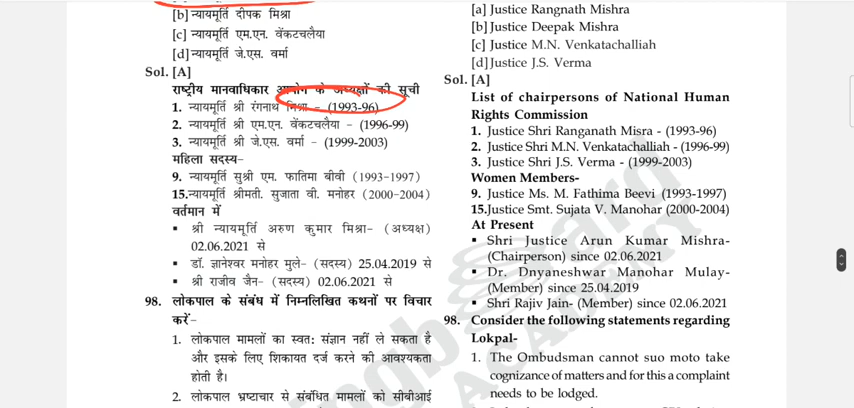 [b] न्यायमूर्ति दीपक मिश्रा
[c] न्यायमूर्ति एम.एन. वेंकटचलैया
[d] न्यायमूर्ति जे.एस. वर्मा
Sol. [A]
राष्ट्रीय मानवाधिकार आयोग के अध्यक्षों की सूची
1. न्यायमूर्ति श्री रंगनाथ मिश्रा - (1993-96)
2. न्यायमूर्ति श्री एम.एन. वेंकटचलैया - (1996-99)
3. न्यायमूर्ति श्री जे.एस. वर्मा - (1999-2003)
महिला सदस्य-
9. न्यायमूर्ति सुश्री एम. फातिमा बीवी (1993-1997)
15.न्यायमूर्ति श्रीमती. सुजाता वी. मनोहर (2000-2004)
वर्तमान में
▪ श्री न्यायमूर्ति अरुण कुमार मिश्रा- (अध्यक्ष)
02.06.2021 से
▪ डॉ. ज्ञानेश्वर मनोहर मुले- (सदस्य) 25.04.2019 से
▪ श्री राजीव जैन- (सदस्य) 02.06.2021 से
98. लोकपाल के संबंध में निम्नलिखित कथनों पर विचार
करें-
1. लोकपाल मामलों का स्वत: संज्ञान नहीं ले सकता है
और इसके लिए शिकायत दर्ज करने की आवश्यकता
होती है।
2. लोकपाल भ्रष्टाचार से संबंधित मामलों को सीबीआई
[a] Justice Rangnath Mishra
[b] Justice Deepak Mishra
[c] Justice M.N. Venkatachalliah
[d] Justice J.S. Verma
Sol. [A]
List of chairpersons of National Human
Rights Commission
1. Justice Shri Ranganath Misra - (1993-96)
2. Justice Shri M.N. Venkatachalliah - (1996-99)
3. Justice Shri J.S. Verma - (1999-2003)
Women Members-
9. Justice Ms. M. Fathima Beevi (1993-1997)
15.Justice Smt. Sujata V. Manohar (2000-2004)
At Present
▪ Shri Justice Arun Kumar Mishra-
(Chairperson) since 02.06.2021
▪ Dr. Dnyaneshwar Manohar Mulay-
(Member) since 25.04.2019
▪ Shri Rajiv Jain- (Member) since 02.06.2021
98. Consider the following statements regarding
Lokpal-
1. The Ombudsman cannot suo moto take
cognizance of matters and for this a complaint
needs to be lodged.